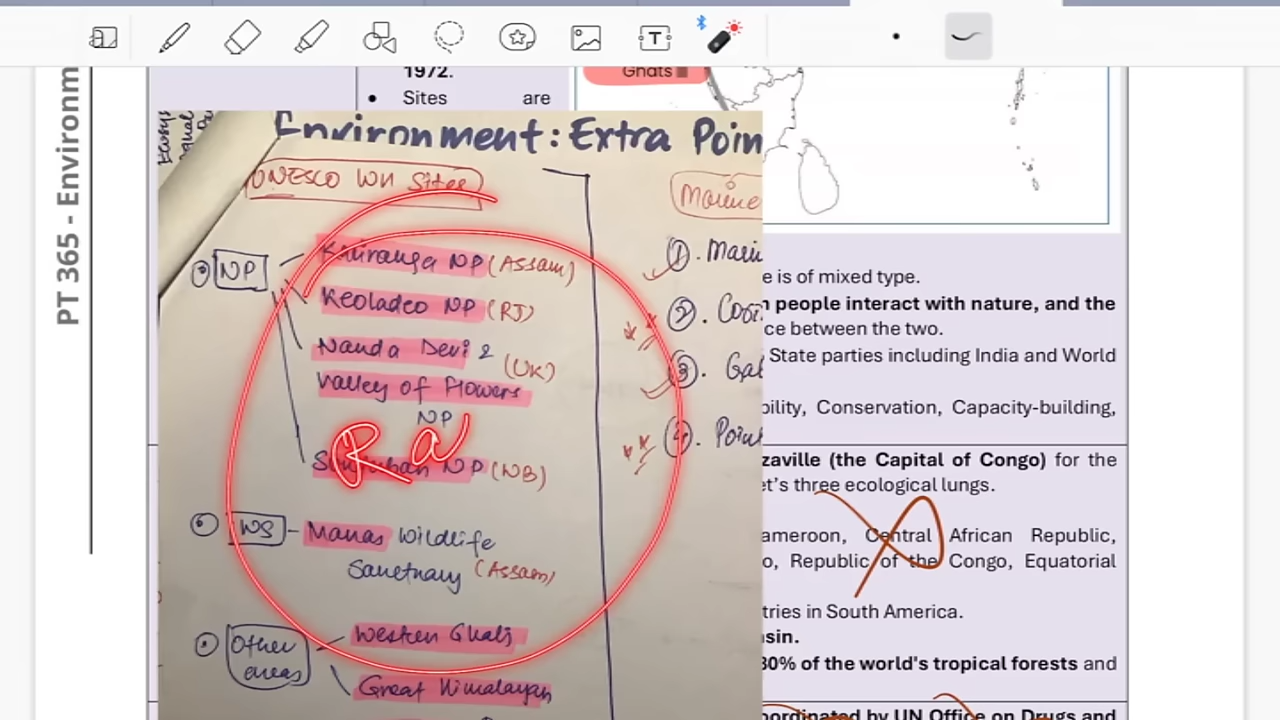 PT 365 - Environm
1972.
• Sites are
Ghats
Environment: Extra Poin
UNESCO WH Sites
NP
Kaziranga NP (Assam)
Keoladeo NP (RJ)
Nanda Devi &
Valley of Flowers
NP
(UK)
Sundarban NP (WB)
Ra
WS - Manas Wildlife
Sanctuary (Assam)
Other
areas
Western Ghats
Great Himalayan
Marine
①. Marin
②.
③.
④. Poin
e is of mixed type.
people interact with nature, and the
ce between the two.
State parties including India and World
bility, Conservation, Capacity-building,
zaville (the Capital of Congo) for the
et's three ecological lungs.
ameroon, Central African Republic,
o, Republic of the Congo, Equatorial
tries in South America.
asin.
80% of the world's tropical forests and
oordinated by UN Office on Drugs and